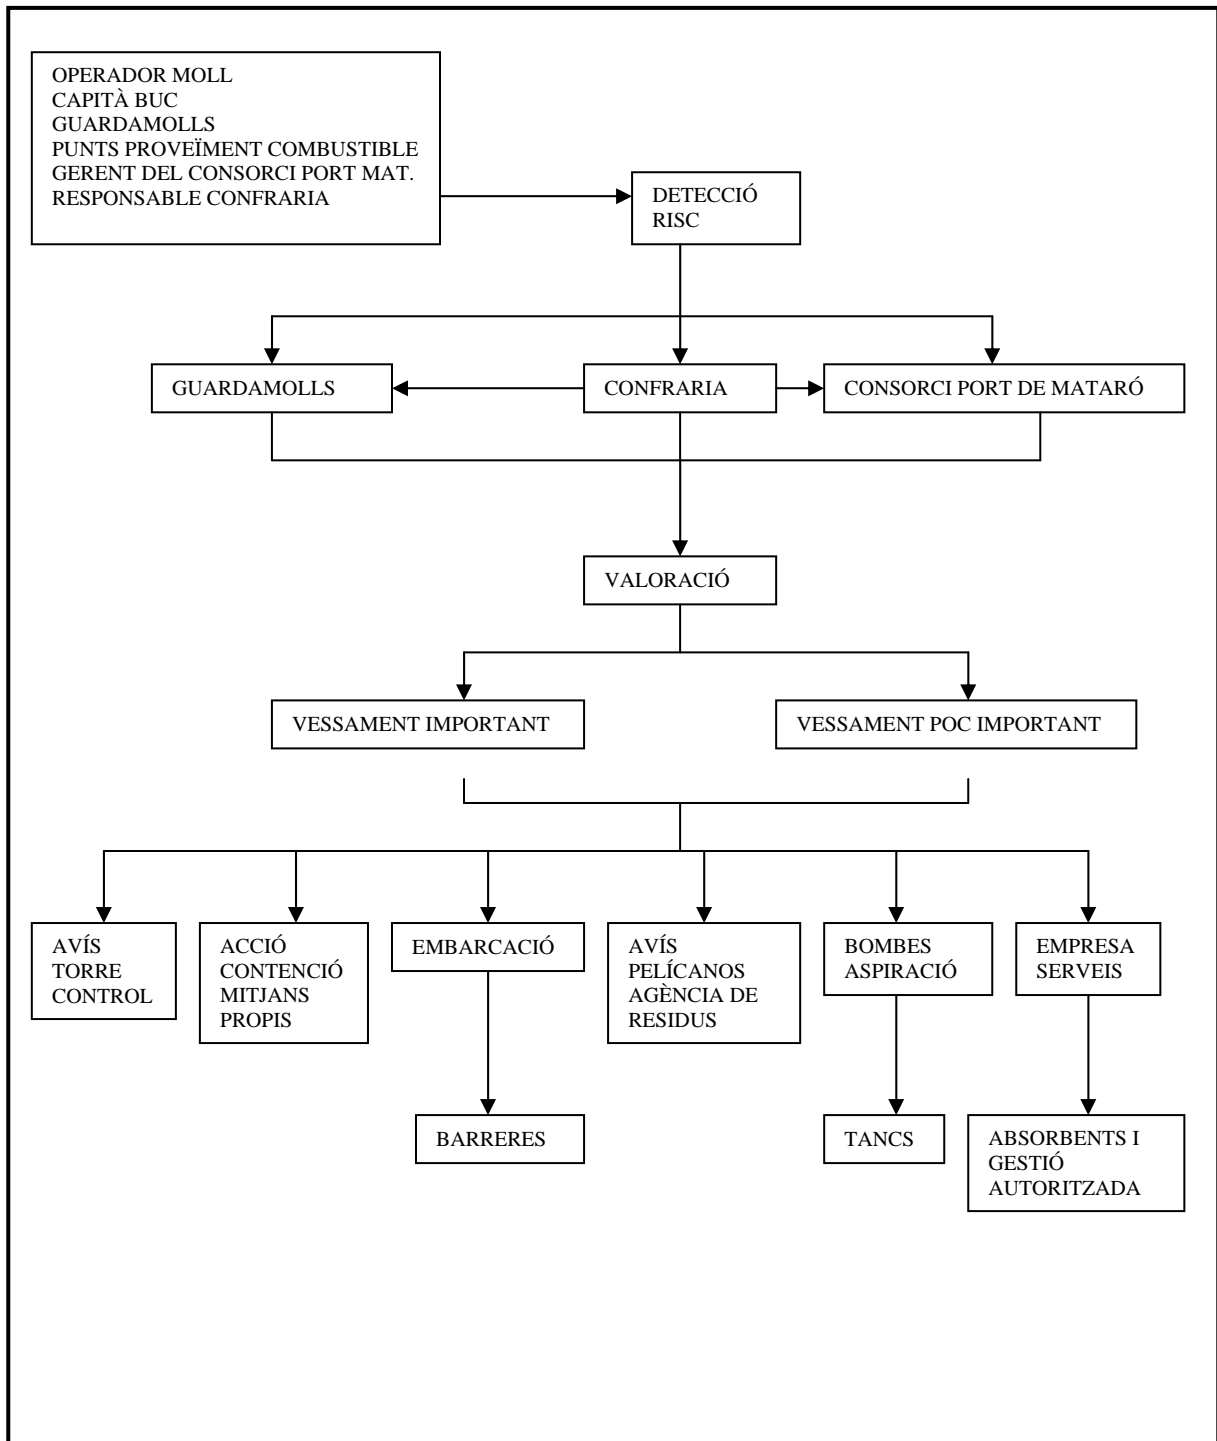 OPERADOR MOLL
CAPITÀ BUC
GUARDAMOLLS
PUNTS PROVEÏMENT COMBUSTIBLE
GERENT DEL CONSORCI PORT MAT.
RESPONSABLE CONFRARIA
DETECCIÓ
RISC
GUARDAMOLLS
CONFRARIA
CONSORCI PORT DE MATARÓ
VALORACIÓ
VESSAMENT IMPORTANT
VESSAMENT POC IMPORTANT
AVÍS
TORRE
CONTROL
ACCIÓ
CONTENCIÓ
MITJANS
PROPIS
EMBARCACIÓ
AVÍS
PELÍCANOS
AGÈNCIA DE
RESIDUS
BOMBES
ASPIRACIÓ
EMPRESA
SERVEIS
BARRERES
TANCS
ABSORBENTS I
GESTIÓ
AUTORITZADA